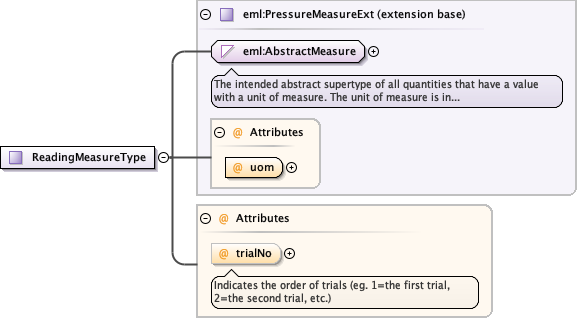 eml:PressureMeasureExt (extension base)
eml:AbstractMeasure
The intended abstract supertype of all quantities that have a value
with a unit of measure. The unit of measure is in...
@ Attributes
@ uom
ReadingMeasureType
@ Attributes
@ trialNo
Indicates the order of trials (eg. 1=the first trial,
2=the second trial, etc.)